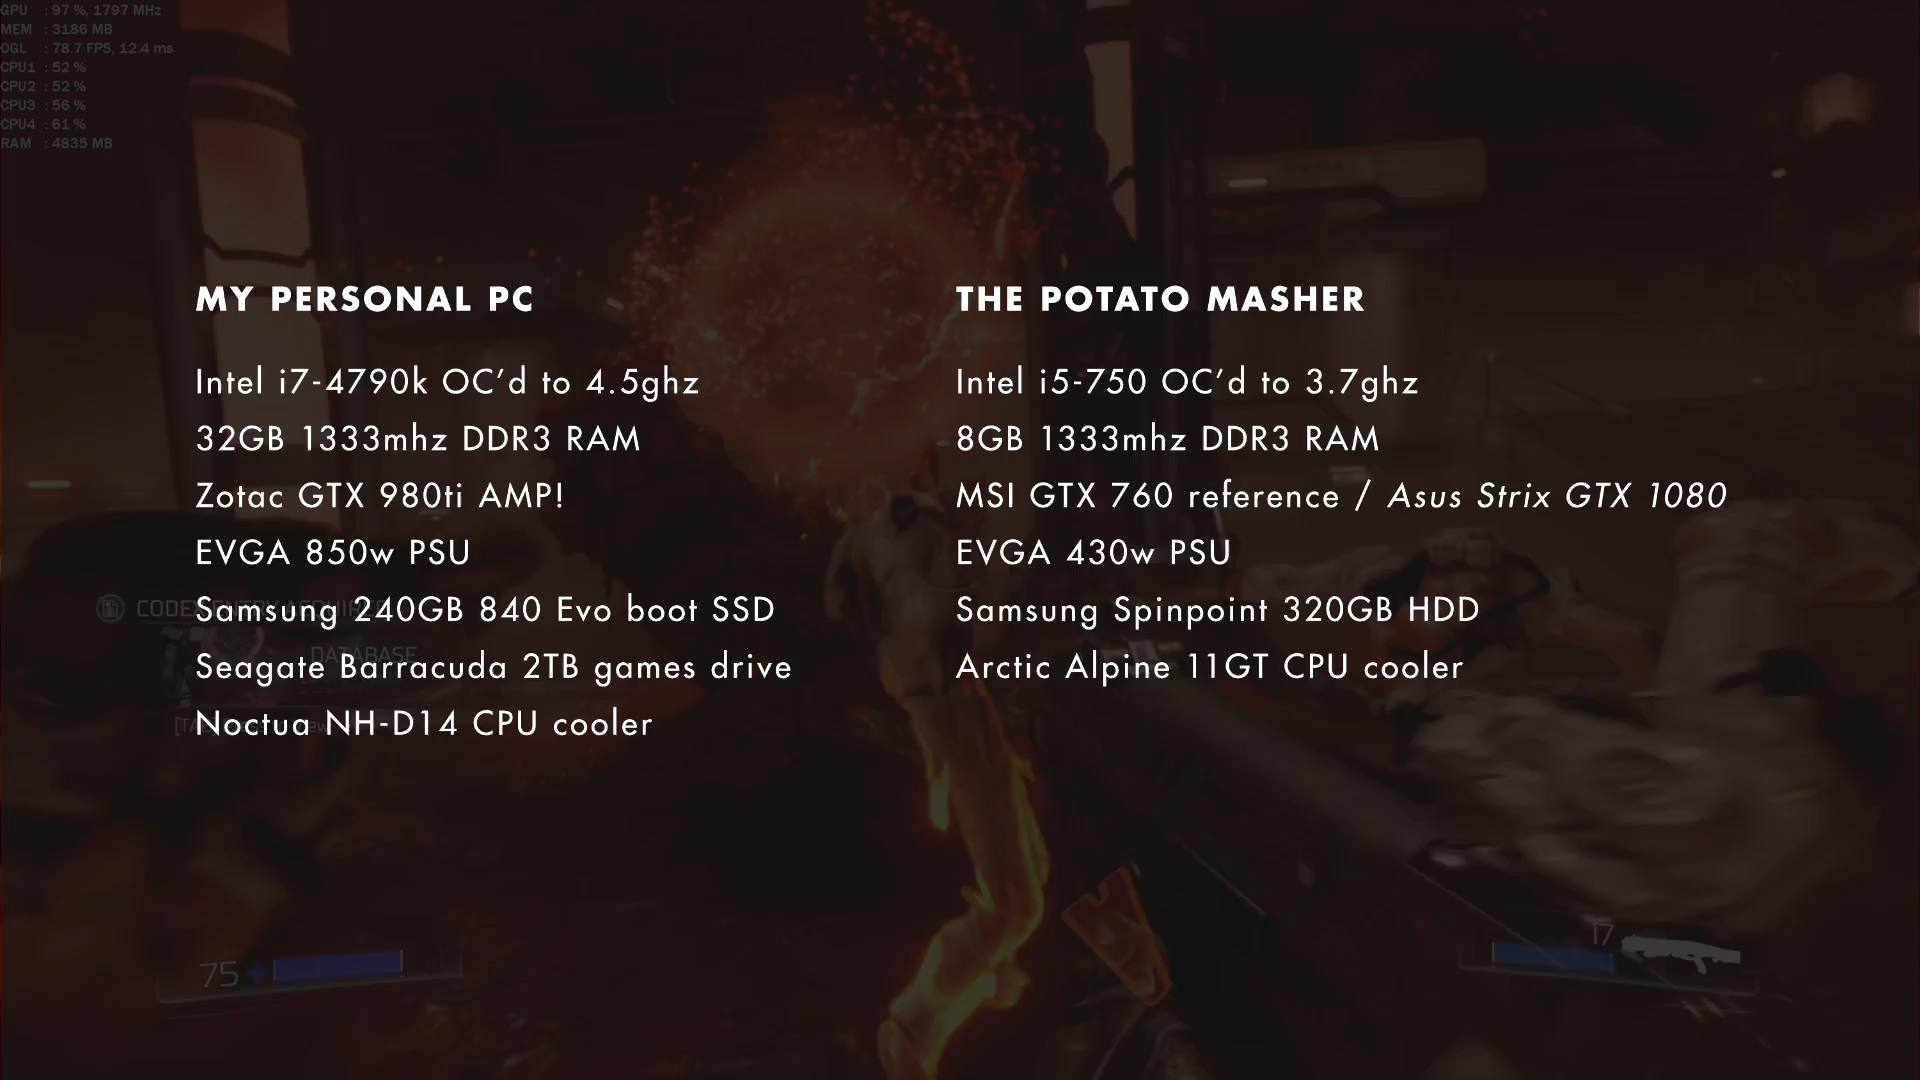 GPU : 97 %, 1797 MHz
MEM : 3186 MB
OGL : 78.7 FPS, 12.4 ms
CPU1 : 52 %
CPU2 : 52 %
CPU3 : 56 %
CPU4 : 61 %
RAM : 4835 MB
MY PERSONAL PC
Intel i7-4790k OC’d to 4.5ghz
32GB 1333mhz DDR3 RAM
Zotac GTX 980ti AMP!
EVGA 850w PSU
Samsung 240GB 840 Evo boot SSD
Seagate Barracuda 2TB games drive
Noctua NH-D14 CPU cooler
THE POTATO MASHER
Intel i5-750 OC’d to 3.7ghz
8GB 1333mhz DDR3 RAM
MSI GTX 760 reference / Asus Strix GTX 1080
EVGA 430w PSU
Samsung Spinpoint 320GB HDD
Arctic Alpine 11GT CPU cooler
CODEX ENTRY ACQUIRED
DATABASE
75
17